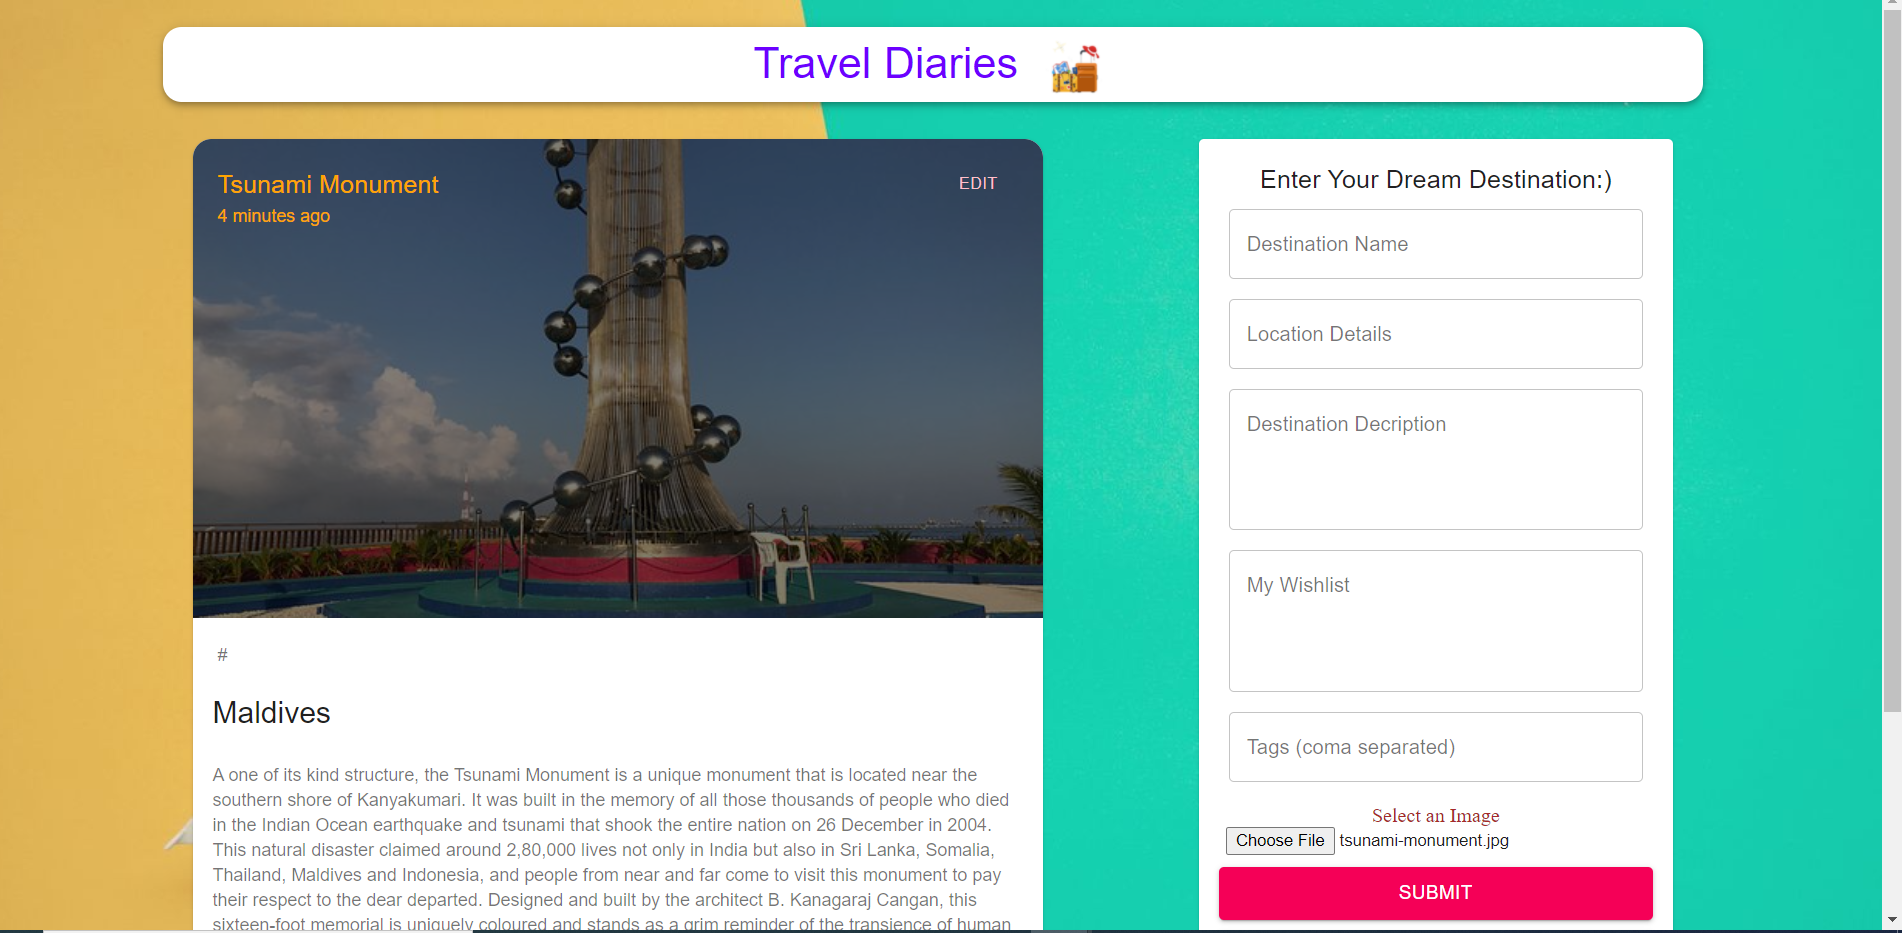 Travel Diaries
Tsunami Monument
4 minutes ago
EDIT
#
Maldives
A one of its kind structure, the Tsunami Monument is a unique monument that is located near the
southern shore of Kanyakumari. It was built in the memory of all those thousands of people who died
in the Indian Ocean earthquake and tsunami that shook the entire nation on 26 December in 2004.
This natural disaster claimed around 2,80,000 lives not only in India but also in Sri Lanka, Somalia,
Thailand, Maldives and Indonesia, and people from near and far come to visit this monument to pay
their respect to the dear departed. Designed and built by the architect B. Kanagaraj Cangan, this
sixteen-foot memorial is uniquely coloured and stands as a grim reminder of the transience of human
Enter Your Dream Destination:)
Destination Name
Location Details
Destination Decription
My Wishlist
Tags (coma separated)
Select an Image
Choose File tsunami-monument.jpg
SUBMIT